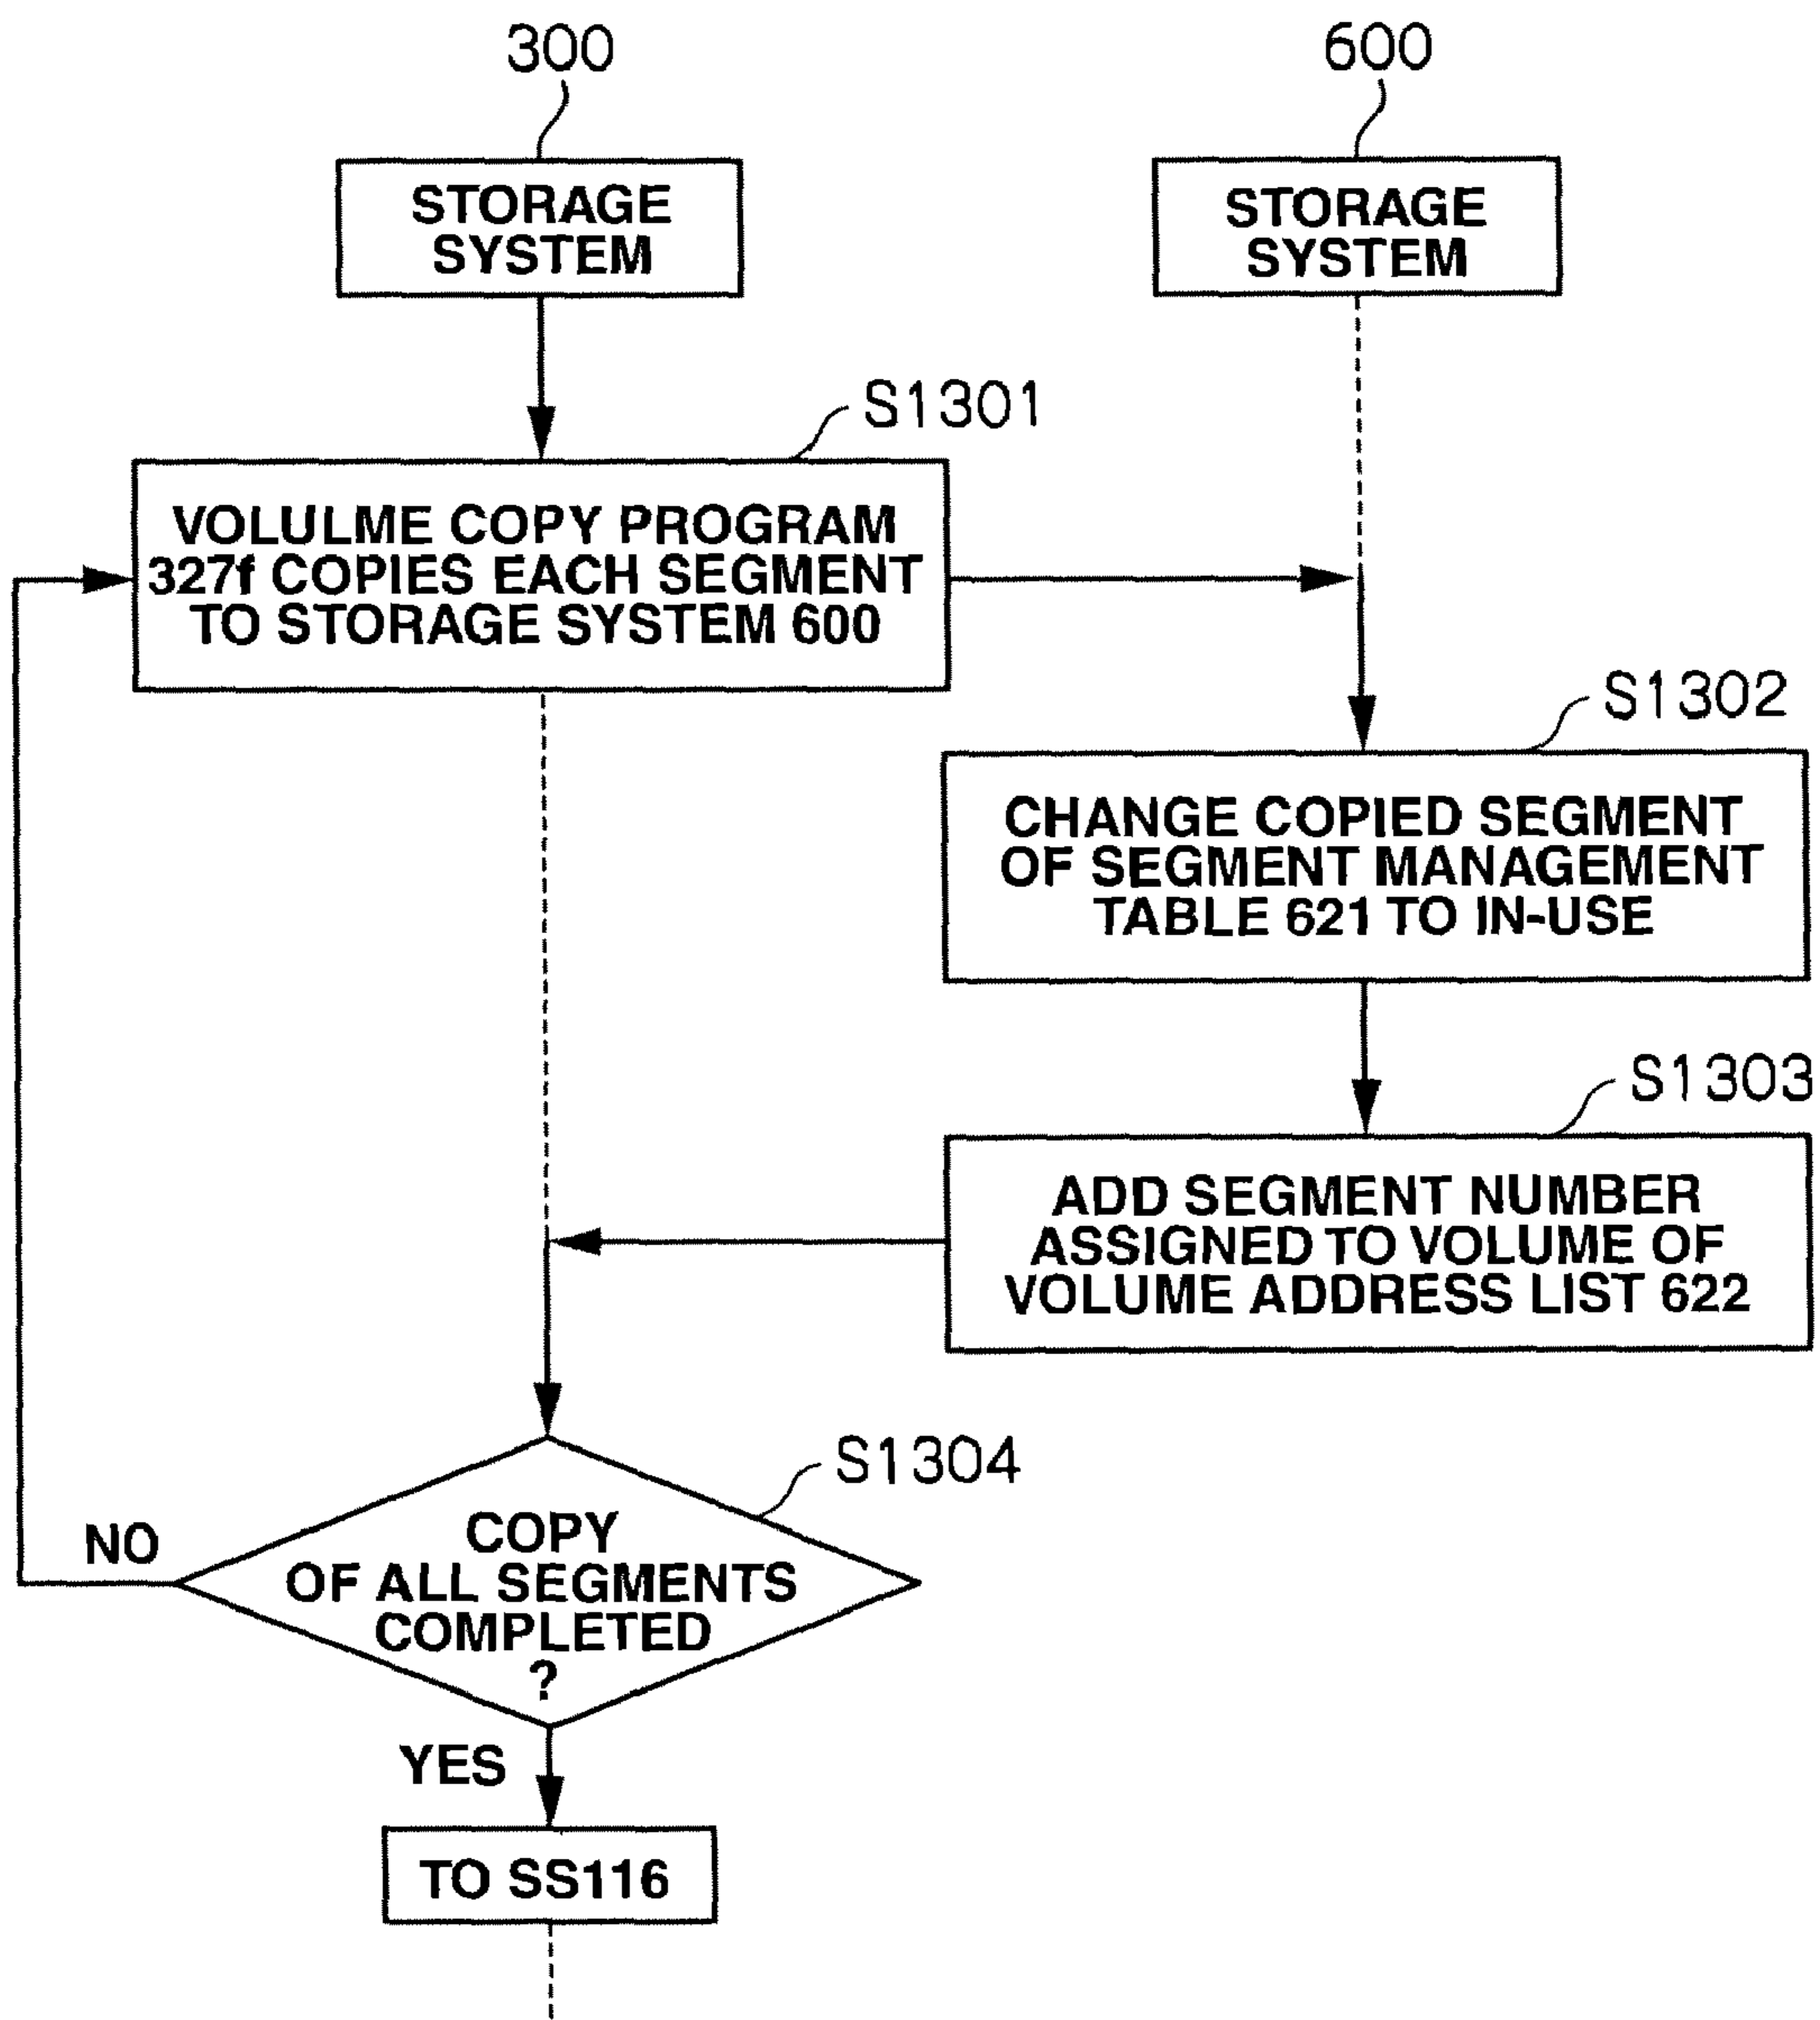 300
600
STORAGE
SYSTEM
STORAGE
SYSTEM
S1301
VOLULME COPY PROGRAM
327f COPIES EACH SEGMENT
TO STORAGE SYSTEM 600
S1302
CHANGE COPIED SEGMENT
OF SEGMENT MANAGEMENT
TABLE 621 TO IN-USE
S1303
ADD SEGMENT NUMBER
ASSIGNED TO VOLUME OF
VOLUME ADDRESS LIST 622
S1304
NO
COPY
OF ALL SEGMENTS
COMPLETED
?
YES
TO SS116